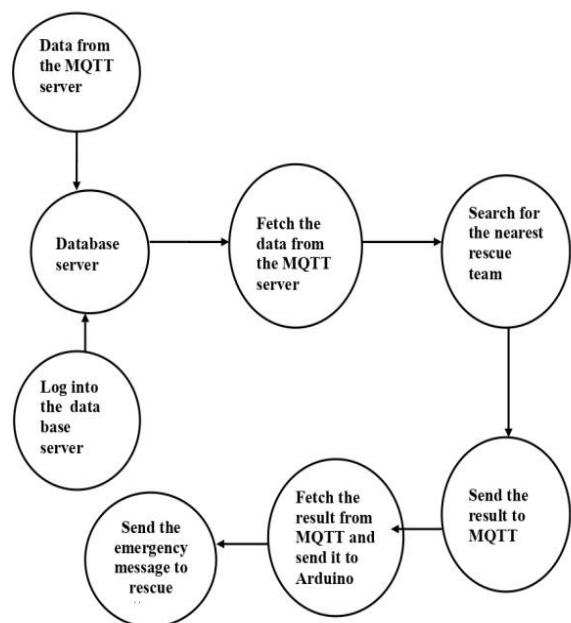 Data from
the MQTT
server
Database
server
Fetch the
data from
the MQTT
server
Search for
the nearest
rescue
team
Log into
the data
base
server
Send the
result to
MQTT
Fetch the
result from
MQTT and
send it to
Arduino
Send the
emergency
message to
rescue